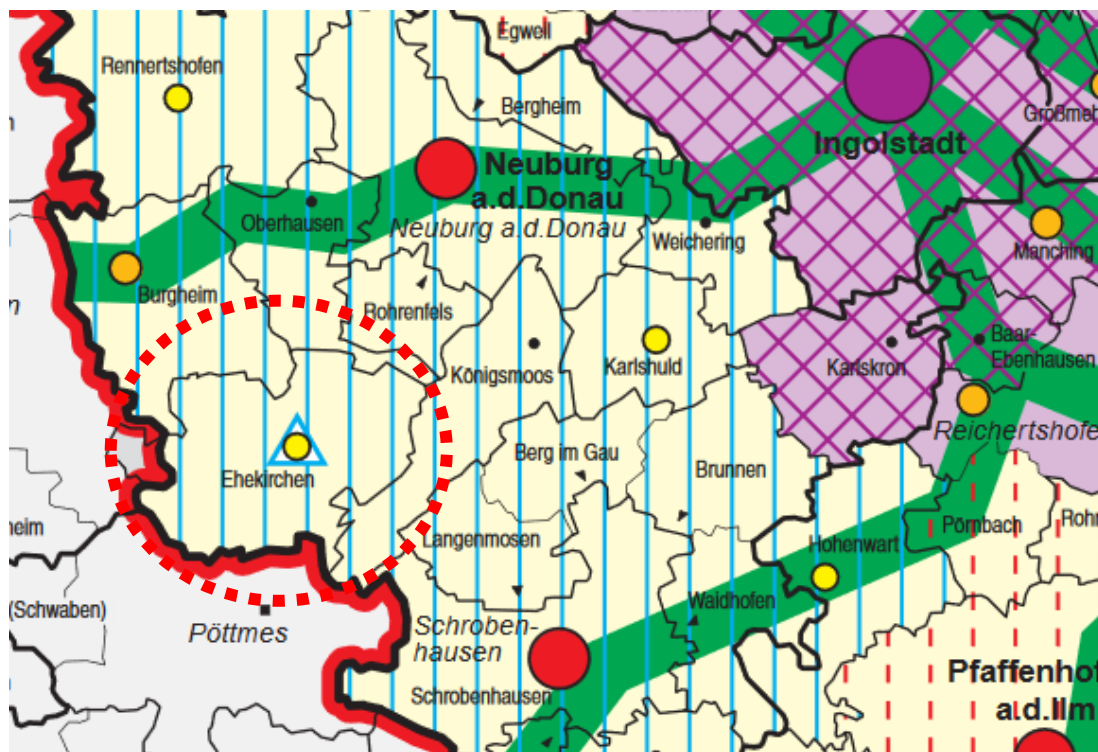 Egwell
Rennertshofen
Bergheim
Großmeh
Ingolstadt
Neuburg
a.d.Donau
Neuburg a.d.Donau
Oberhausen
Weichering
Manching
Burgheim
Rohrenfels
Baar-
Ebenhausen
Königsmoos
Karlshuld
Karlskron
Reichertshofe
Berg im Gau
Brunnen
Ehekirchen
heim
Langenmosen
Hohenwart
Pörnbach
Rohr
(Schwaben)
Waidhofen
Pöttmes
Schroben-
hausen
Schrobenhausen
Pfaffenhof
a.d.Ilm